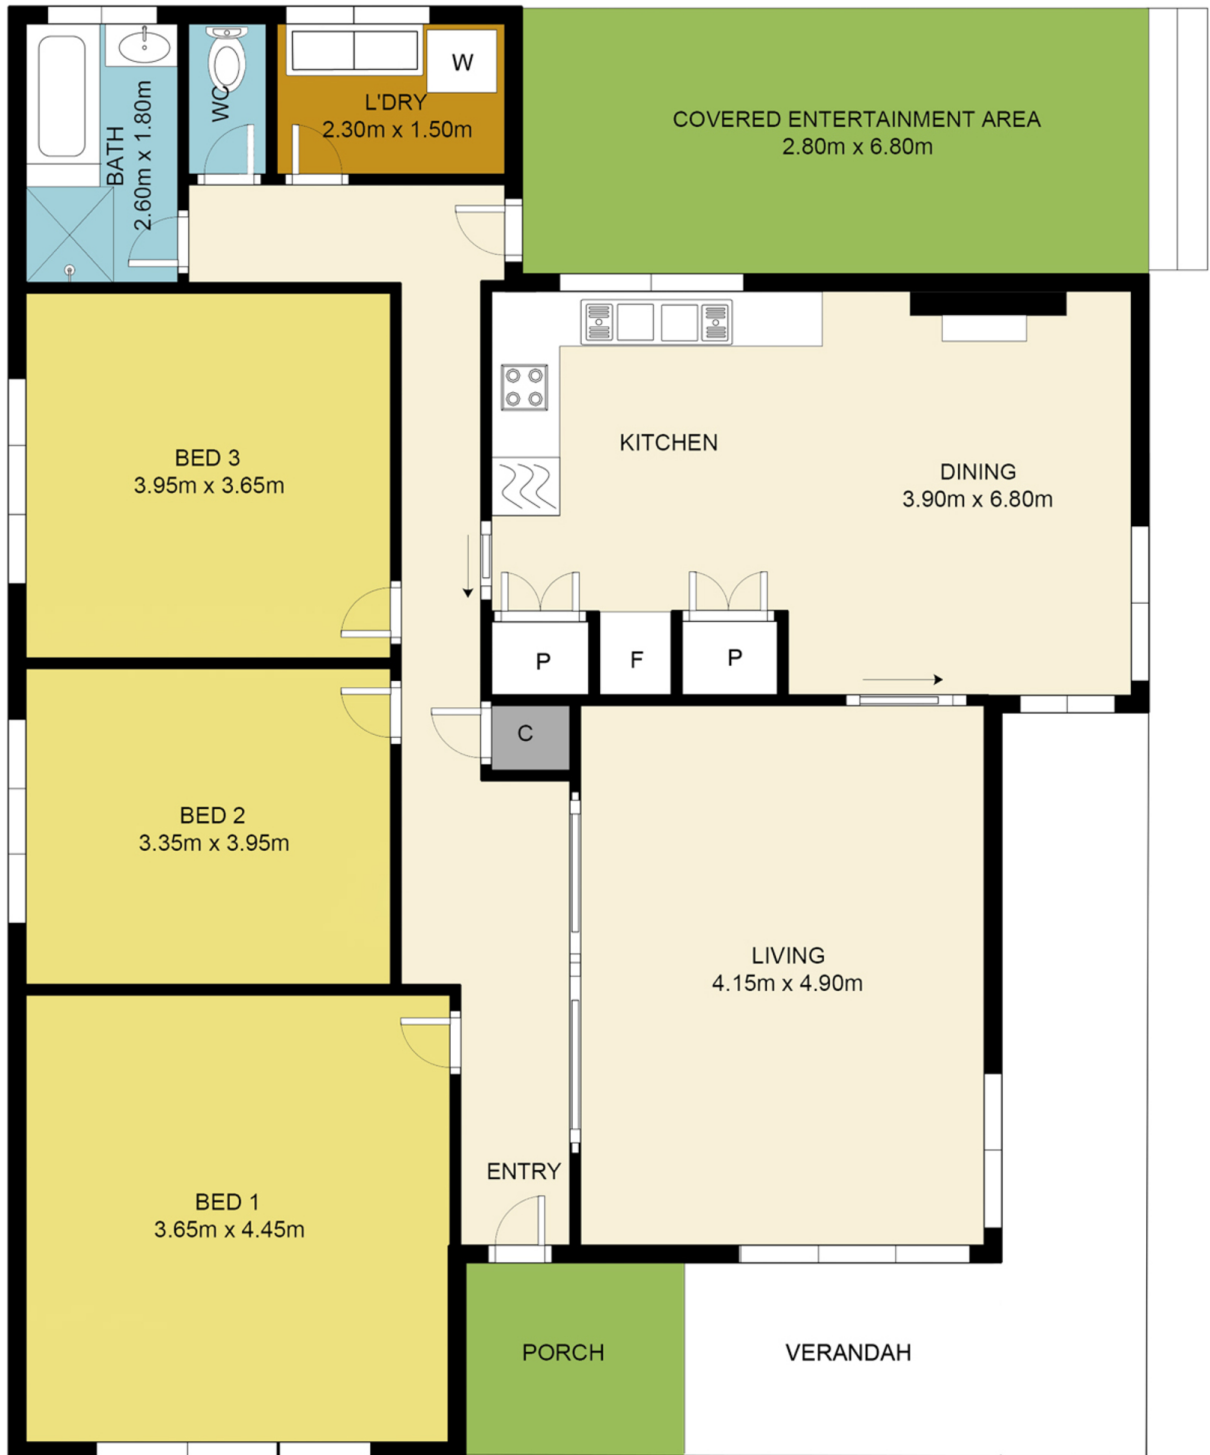 BATH
2.60m x 1.80m
WC
W
L'DRY
2.30m x 1.50m
COVERED ENTERTAINMENT AREA
2.80m x 6.80m
BED 3
3.95m x 3.65m
KITCHEN
DINING
3.90m x 6.80m
P
F
P
C
BED 2
3.35m x 3.95m
LIVING
4.15m x 4.90m
ENTRY
BED 1
3.65m x 4.45m
PORCH
VERANDAH